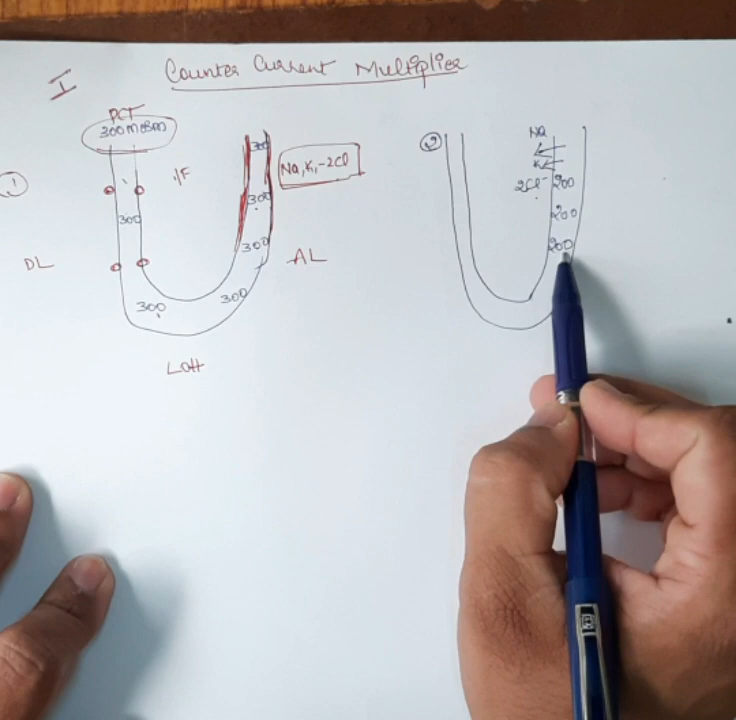 I
Counter Current Multiplier
PCT
300 mosm
1
I/F
300
Na, K, -2Cl
300
300
DL
300
AL
300
300
LOH
2
Na
K
2Cl-
200
200
200